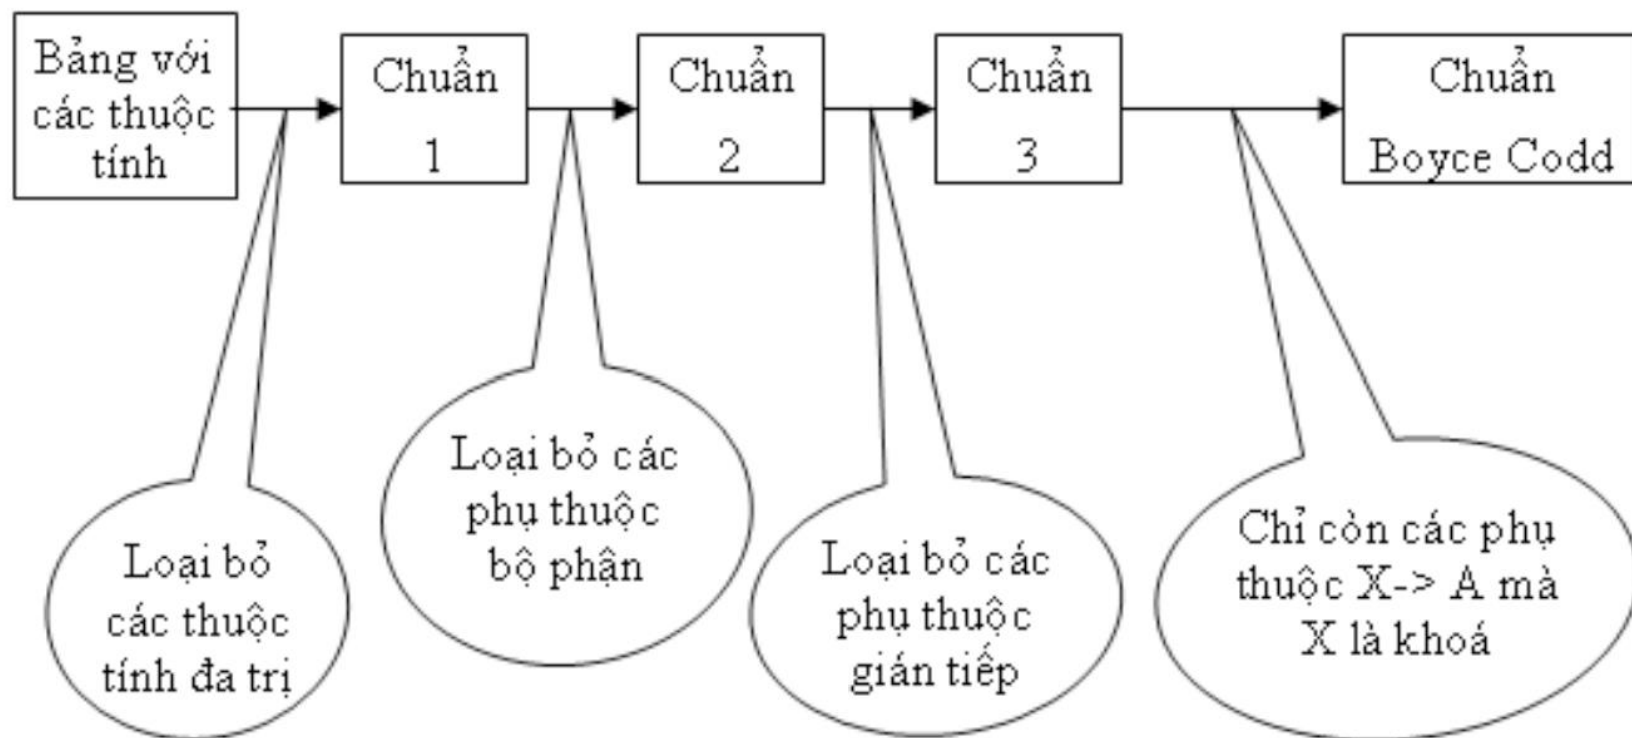 Bảng với
các thuộc
tính
Chuẩn
1
Chuẩn
2
Chuẩn
3
Chuẩn
Boyce Codd
Loại bỏ
các thuộc
tính đa trị
Loại bỏ các
phụ thuộc
bộ phận
Loại bỏ các
phụ thuộc
gián tiếp
Chỉ còn các phụ
thuộc X-> A mà
X là khoá